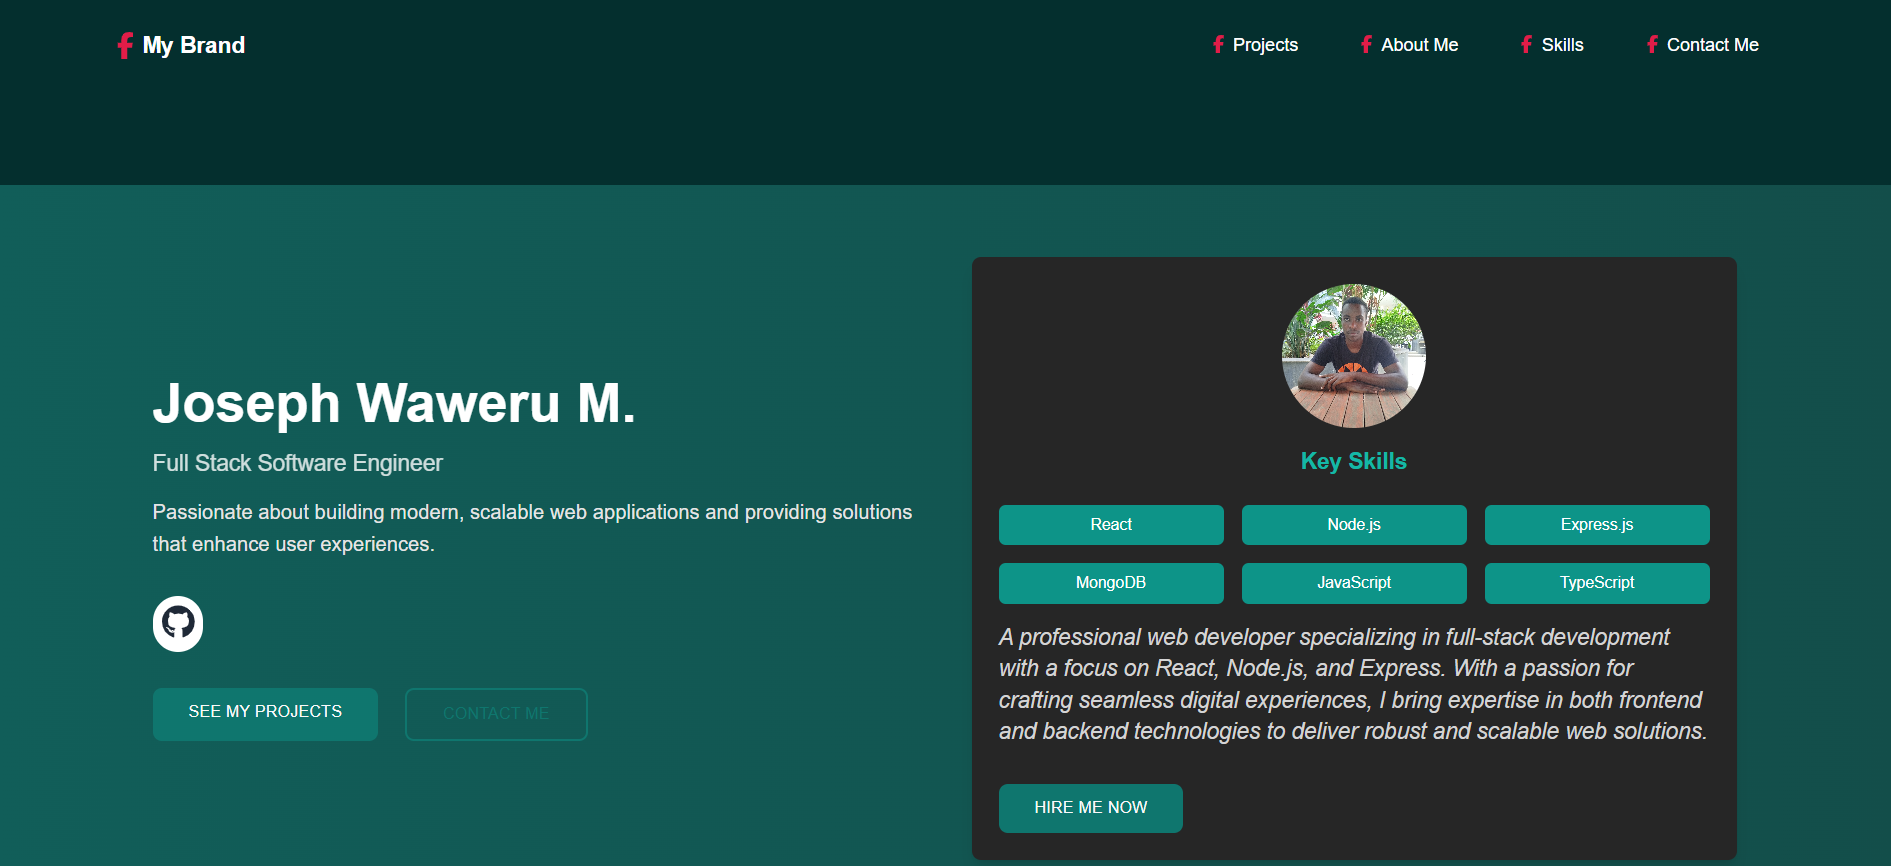 My Brand
Projects
About Me
Skills
Contact Me
Joseph Waweru M.
Full Stack Software Engineer
Passionate about building modern, scalable web applications and providing solutions
that enhance user experiences.
SEE MY PROJECTS
CONTACT ME
Key Skills
React
Node.js
Express.js
MongoDB
JavaScript
TypeScript
A professional web developer specializing in full-stack development
with a focus on React, Node.js, and Express. With a passion for
crafting seamless digital experiences, I bring expertise in both frontend
and backend technologies to deliver robust and scalable web solutions.
HIRE ME NOW